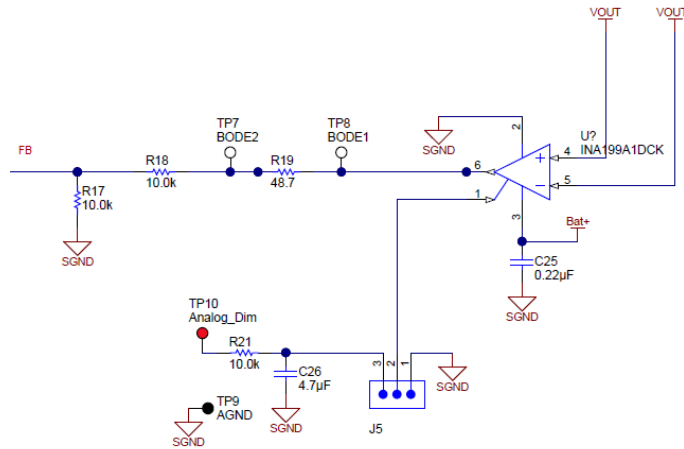 VOUT
VOUT
TP7
BODE2
TP8
BODE1
SGND
2
U?
INA199A1DCK
FB
R18
10.0k
R19
48.7
6
+
4
−
5
1
3
R17
10.0k
SGND
Bat+
C25
0.22µF
SGND
TP10
Analog_Dim
R21
10.0k
C26
4.7µF
3
2
1
SGND
TP9
AGND
SGND
SGND
J5